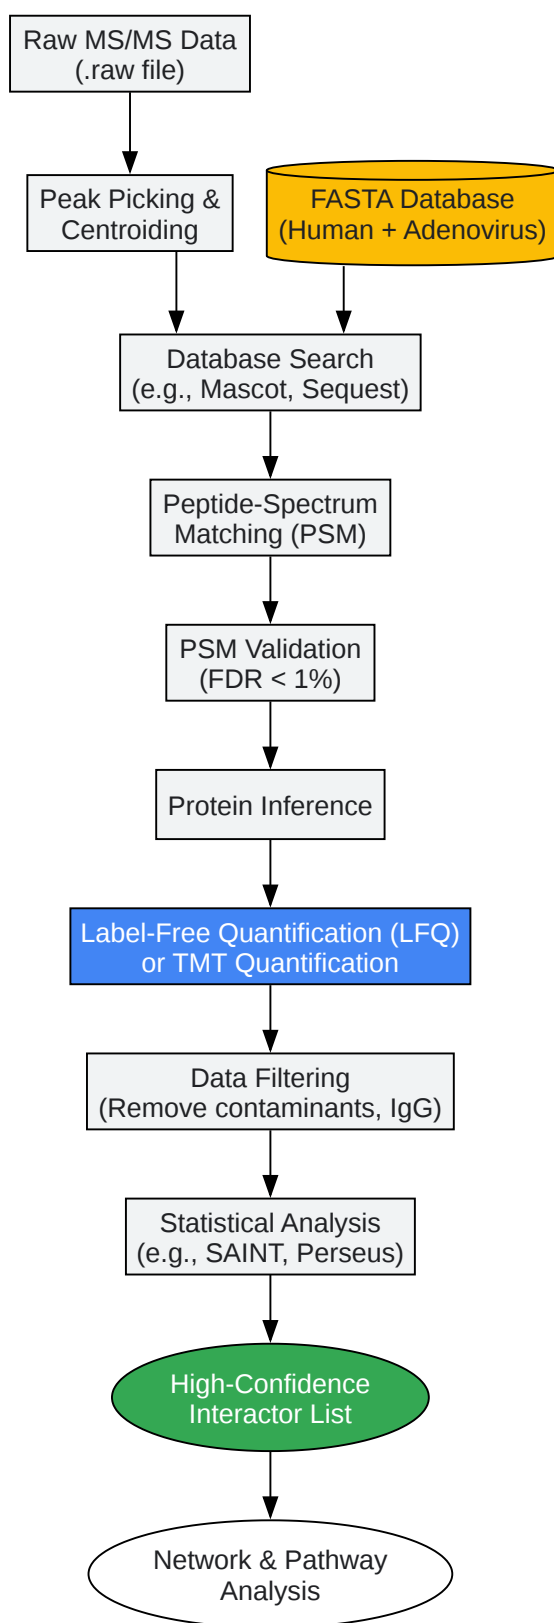 Raw MS/MS Data
(.raw file)
Peak Picking &
Centroiding
FASTA Database
(Human + Adenovirus)
Database Search
(e.g., Mascot, Sequest)
Peptide-Spectrum
Matching (PSM)
PSM Validation
(FDR < 1%)
Protein Inference
Label-Free Quantification (LFQ)
or TMT Quantification
Data Filtering
(Remove contaminants, IgG)
Statistical Analysis
(e.g., SAINT, Perseus)
High-Confidence
Interactor List
Network & Pathway
Analysis